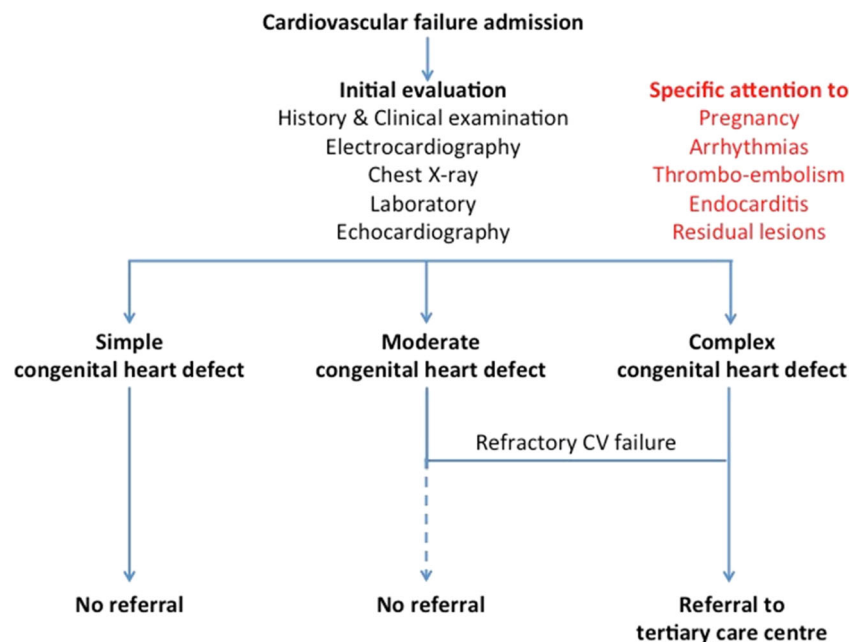 Cardiovascular failure admission
Initial evaluation
History & Clinical examination
Electrocardiography
Chest X-ray
Laboratory
Echocardiography
Specific attention to
Pregnancy
Arrhythmias
Thrombo-embolism
Endocarditis
Residual lesions
Simple
congenital heart defect
Moderate
congenital heart defect
Complex
congenital heart defect
Refractory CV failure
No referral
No referral
Referral to
tertiary care centre